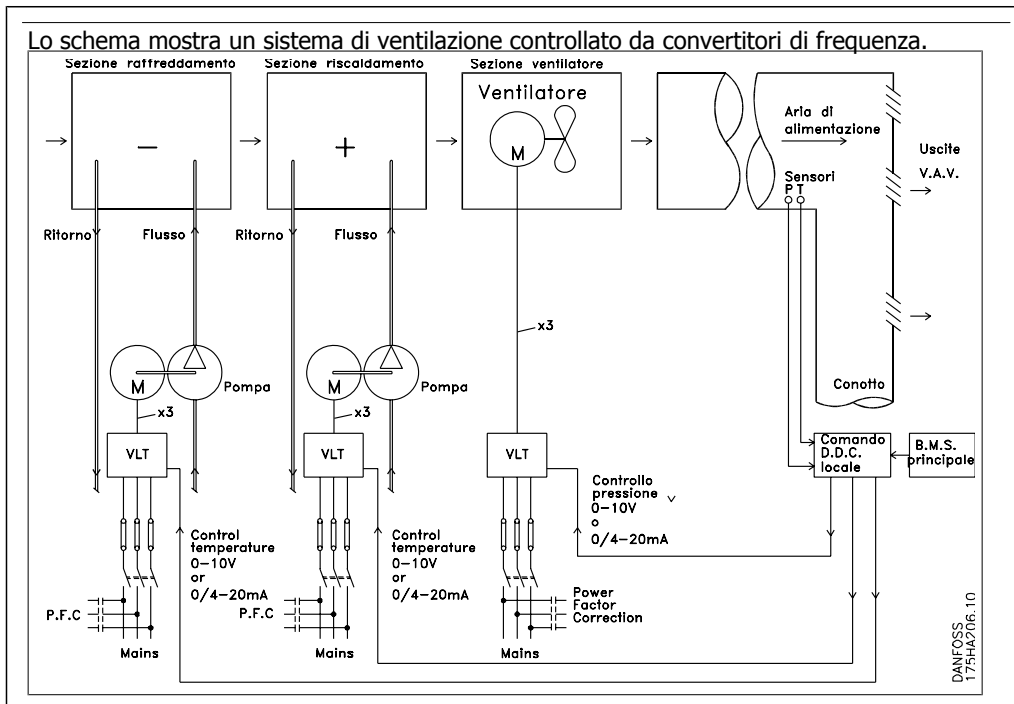 Lo schema mostra un sistema di ventilazione controllato da convertitori di frequenza.
Sezione raffreddamento
Sezione riscaldamento
Sezione ventilatore
Ventilatore
M
Aria di
alimentazione
Sensori
P T
Uscite
V.A.V.
Ritorno
Flusso
Ritorno
Flusso
x3
M
Pompa
x3
M
Pompa
x3
Conotto
VLT
VLT
VLT
Comando
D.D.C.
locale
B.M.S.
principale
Controllo
pressione
0-10V
o
0/4-20mA
Control
temperature
0-10V
or
0/4-20mA
Control
temperature
0-10V
or
0/4-20mA
P.F.C
P.F.C
Power
Factor
Correction
Mains
Mains
Mains
DANFOSS
175HA206.10